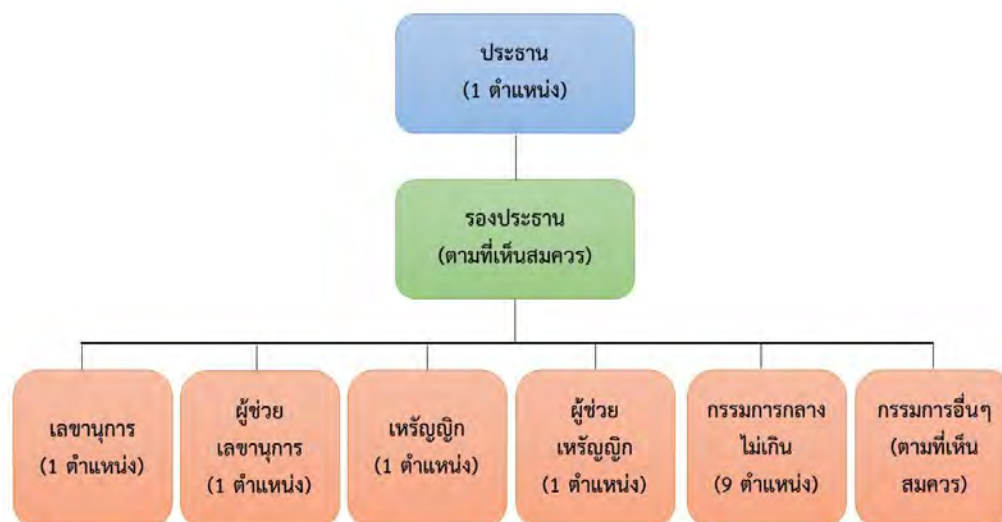 ประธาน
(1 ตำแหน่ง)
รองประธาน
(ตามที่เห็นสมควร)
เลขานุการ
(1 ตำแหน่ง)
ผู้ช่วย
เลขานุการ
(1 ตำแหน่ง)
เหรัญญิก
(1 ตำแหน่ง)
ผู้ช่วย
เหรัญญิก
(1 ตำแหน่ง)
กรรมการกลาง
ไม่เกิน
(9 ตำแหน่ง)
กรรมการอื่นๆ
(ตามที่เห็น
สมควร)